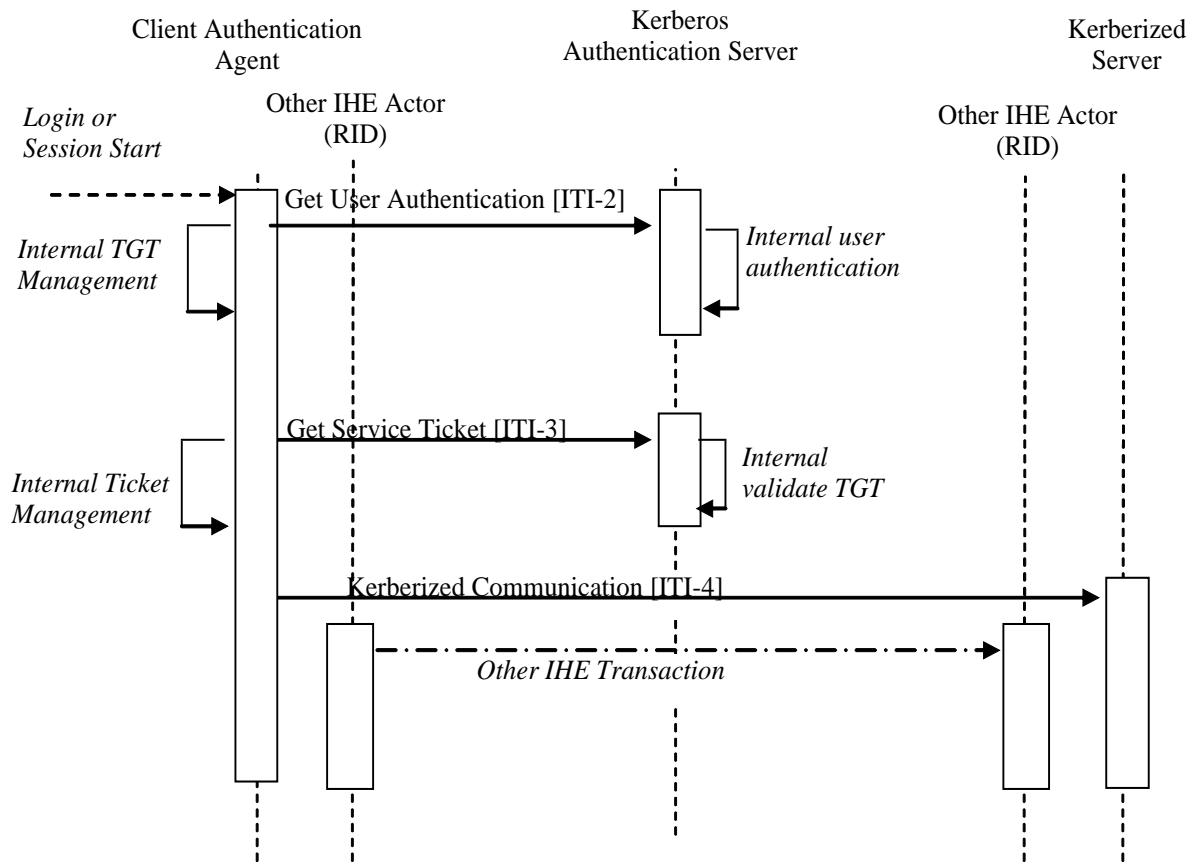 Client Authentication
Agent
Kerberos
Authentication Server
Kerberized
Server
Other IHE Actor
(RID)
Other IHE Actor
(RID)
Login or
Session Start
Get User Authentication [ITI-2]
Internal TGT
Management
Internal user
authentication
Get Service Ticket [ITI-3]
Internal Ticket
Management
Internal
validate TGT
Kerberized Communication [ITI-4]
Other IHE Transaction